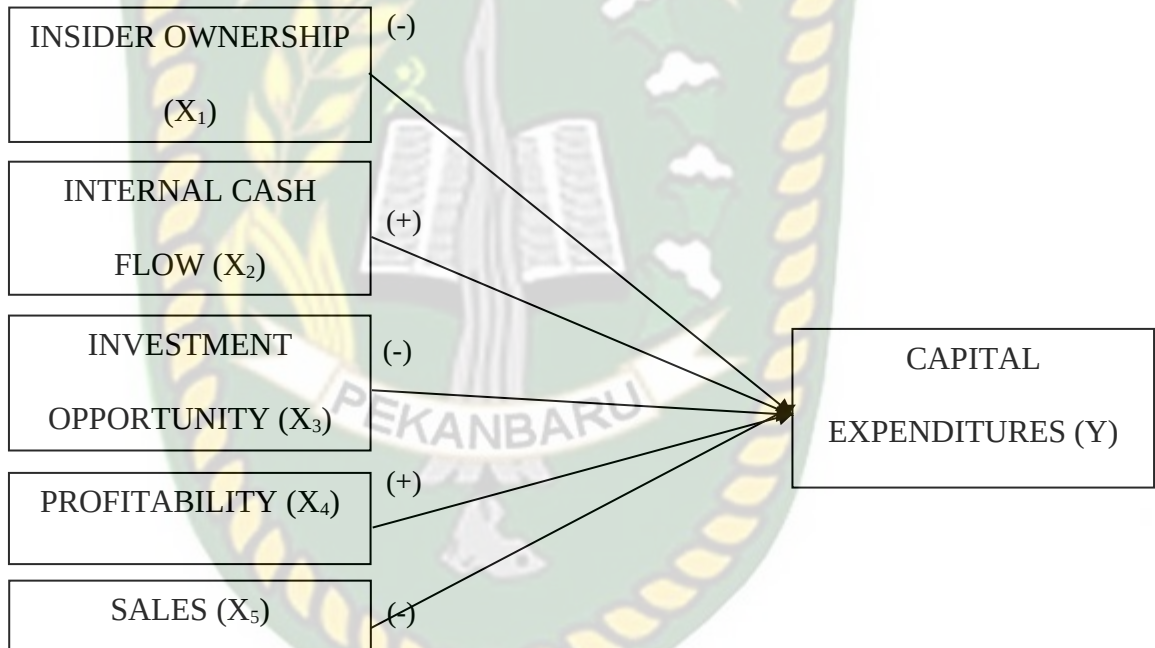 INSIDER OWNERSHIP
(X₁)
(-)
INTERNAL CASH
FLOW (X₂)
(+)
INVESTMENT
OPPORTUNITY (X₃)
(-)
PROFITABILITY (X₄)
(+)
SALES (X₅)
(-)
CAPITAL
EXPENDITURES (Y)
PEKANBARU